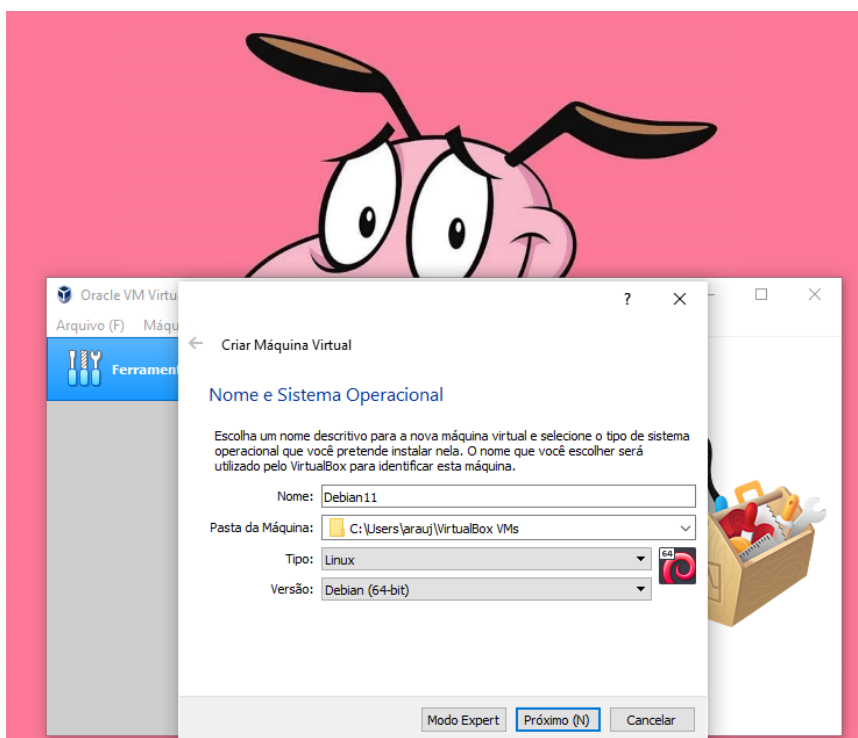 Oracle VM Virtu
Arquivo (F) Máqu
Ferrament
? 
Criar Máquina Virtual
Nome e Sistema Operacional
Escolha um nome descritivo para a nova máquina virtual e selecione o tipo de sistema
operacional que você pretende instalar nela. O nome que você escolher será
utilizado pelo VirtualBox para identificar esta máquina.
Nome: Debian11
Pasta da Máquina: C:\Users\arauj\VirtualBox VMs
Tipo: Linux
64
Versão: Debian (64-bit)
Modo Expert Próximo (N) Cancelar